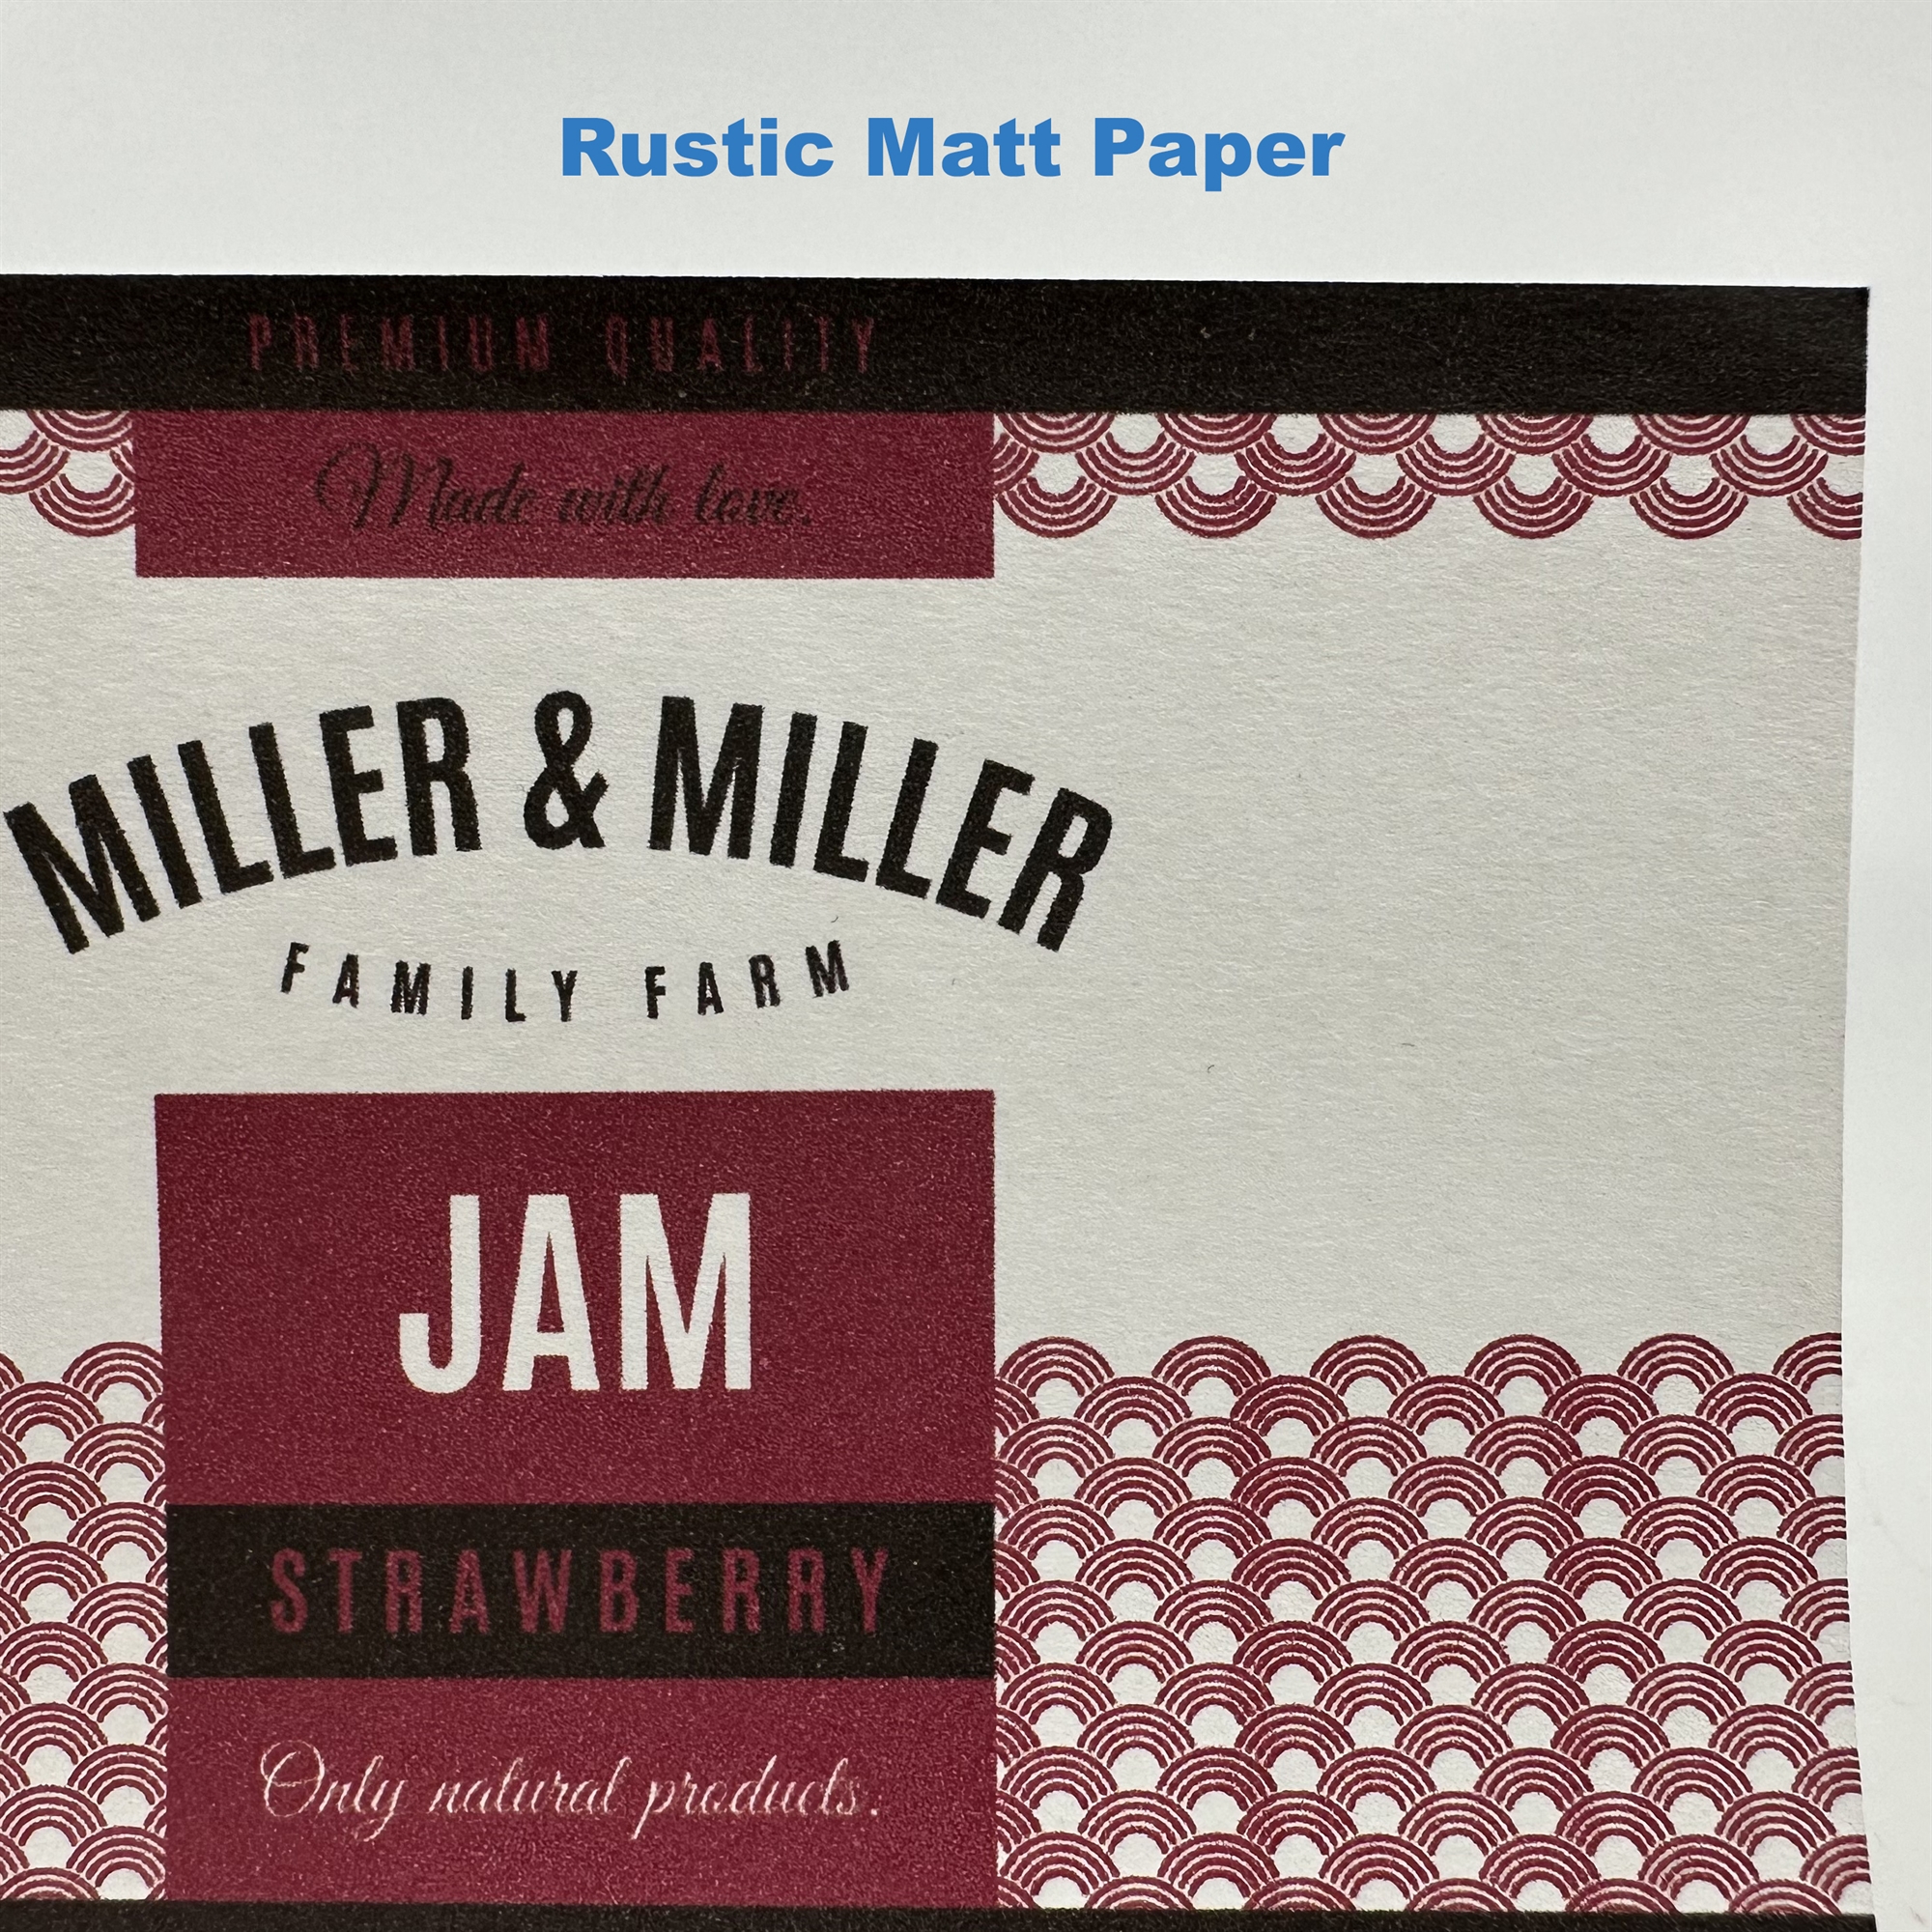 Rustic Matt Paper
PREMIUM QUALITY
Made with love.
MILLER & MILLER
FAMILY FARM
JAM
STRAWBERRY
Only natural products.